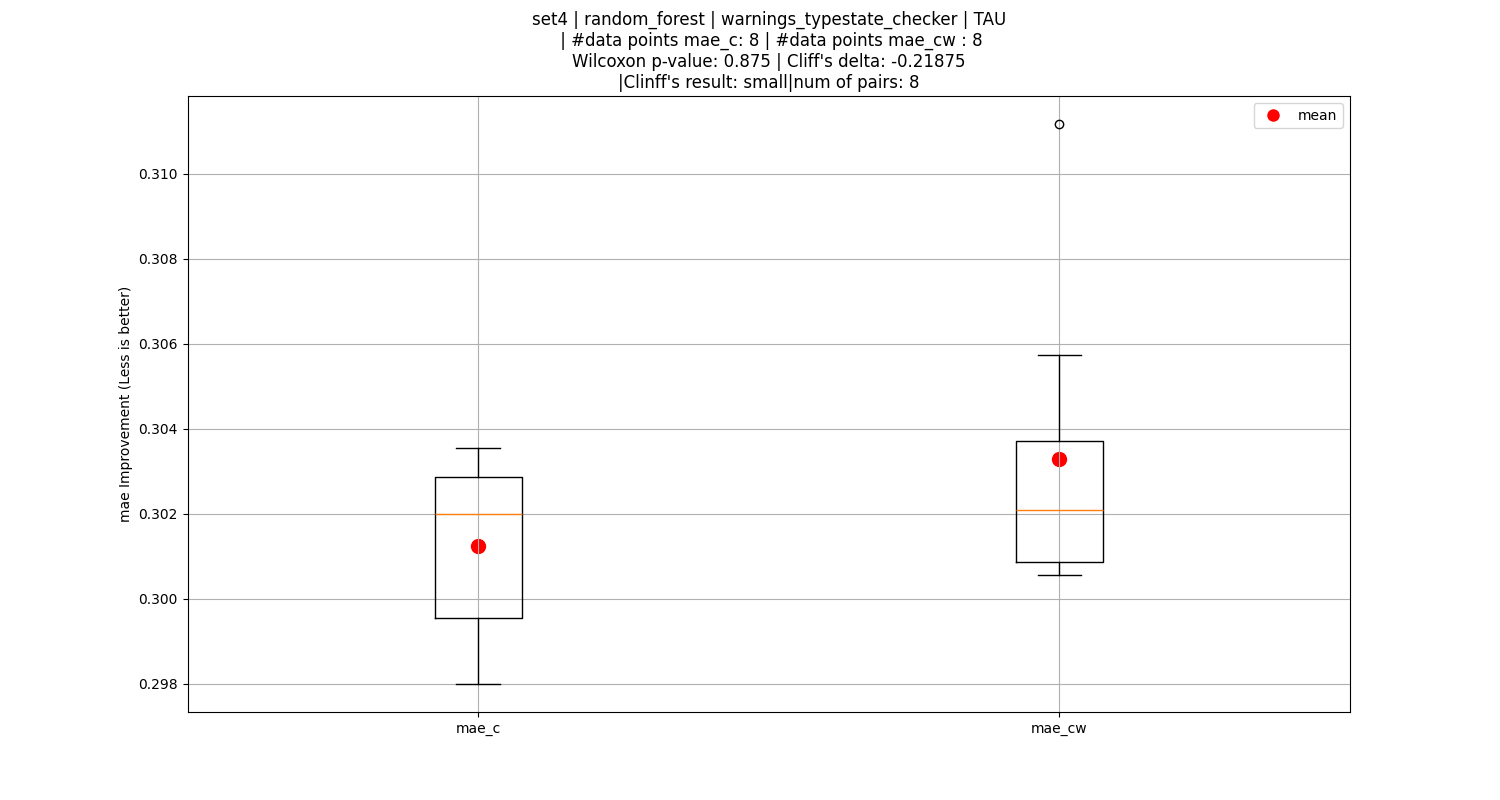 set4 | random_forest | warnings_typestate_checker | TAU
| #data points mae_c: 8 | #data points mae_cw : 8
Wilcoxon p-value: 0.875 | Cliff's delta: -0.21875
|Clinff's result: small|num of pairs: 8
mean
mae Improvement (Less is better)
0.310
0.308
0.306
0.304
0.302
0.300
0.298
mae_c
mae_cw